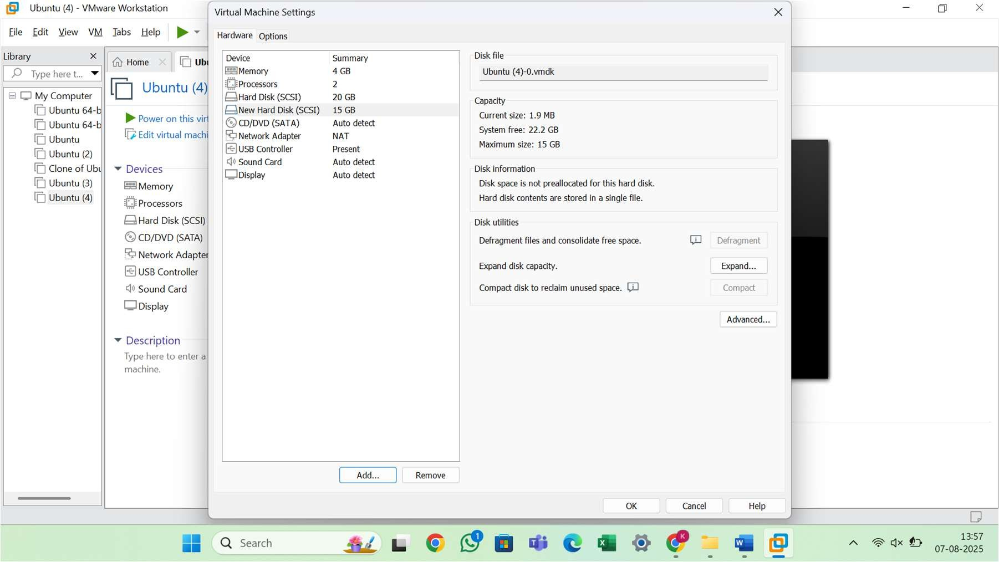 Ubuntu (4) - VMware Workstation
File Edit View VM Tabs Help
Library
Type here t...
My Computer
Ubuntu 64-b
Ubuntu 64-b
Ubuntu
Ubuntu (2)
Clone of Ubu
Ubuntu (3)
Ubuntu (4)
Home
Ubu
Ubuntu (4)
Power on this virt
Edit virtual machi
Devices
Memory
Processors
Hard Disk (SCSI)
CD/DVD (SATA)
Network Adapter
USB Controller
Sound Card
Display
Description
Type here to enter a
machine.
Virtual Machine Settings
Hardware Options
Device Summary
Memory 4 GB
Processors 2
Hard Disk (SCSI) 20 GB
New Hard Disk (SCSI) 15 GB
CD/DVD (SATA) Auto detect
Network Adapter NAT
USB Controller Present
Sound Card Auto detect
Display Auto detect
Add... Remove
Disk file
Ubuntu (4)-0.vmdk
Capacity
Current size: 1.9 MB
System free: 22.2 GB
Maximum size: 15 GB
Disk information
Disk space is not preallocated for this hard disk.
Hard disk contents are stored in a single file.
Disk utilities
Defragment files and consolidate free space. Defragment
Expand disk capacity. Expand...
Compact disk to reclaim unused space. Compact
Advanced...
OK Cancel Help
Search
1
K
13:57
07-08-2025